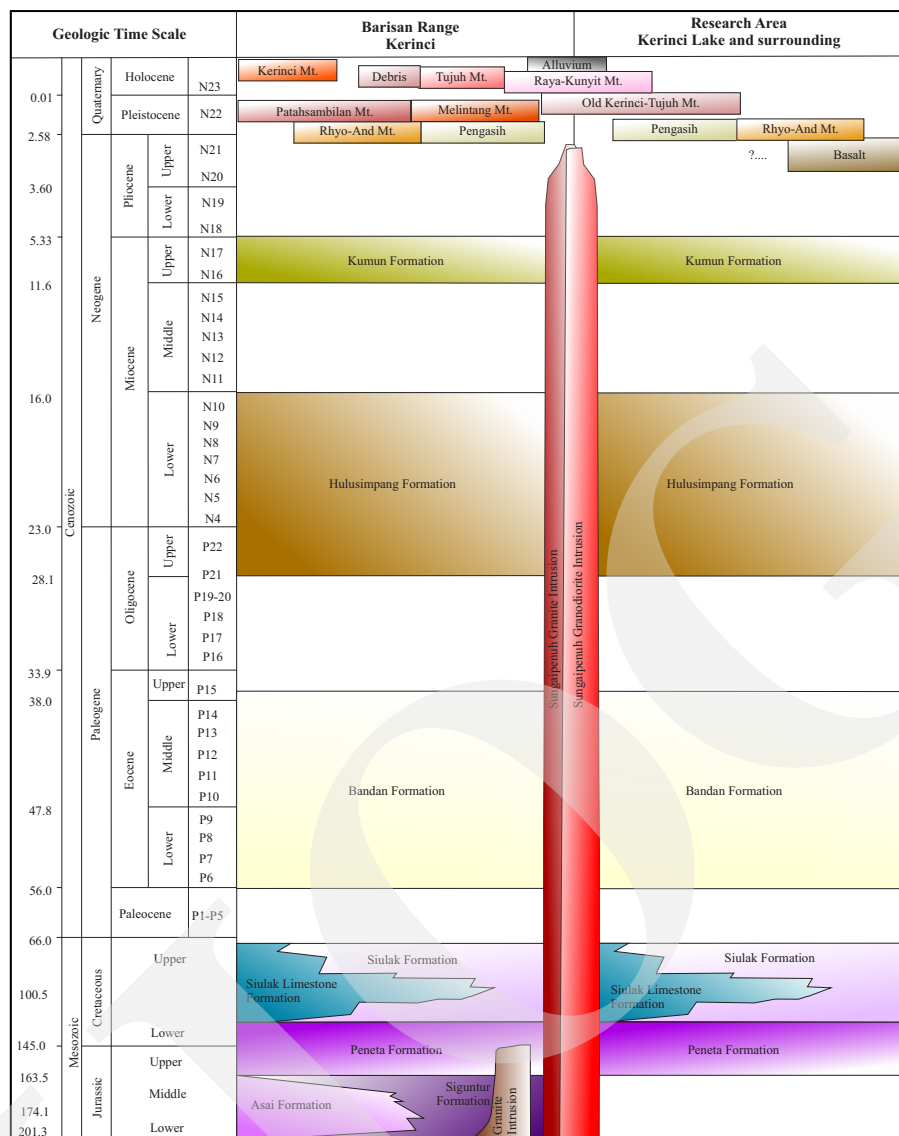 Geologic Time Scale
Barisan Range
Kerinci
Research Area
Kerinci Lake and surrounding
Quaternary
Holocene
N23
Kerinci Mt.
Debris
Tujuh Mt.
Alluvium
Raya-Kunyit Mt.
0.01
Pleistocene
N22
Patahsambilan Mt.
Melintang Mt.
Old Kerinci-Tujuh Mt.
Rhyo-And Mt.
Pengasih
Pengasih
Rhyo-And Mt.
2.58
Cenozoic
Neogene
Pliocene
Upper
N21
?....
Basalt
N20
3.60
Lower
N19
N18
5.33
Miocene
Upper
N17
Kumun Formation
Kumun Formation
N16
11.6
Middle
N15
N14
N13
N12
N11
16.0
Lower
N10
N9
N8
N7
N6
N5
N4
Hulusimpang Formation
Hulusimpang Formation
23.0
Paleogene
Oligocene
Upper
P22
P21
28.1
Lower
P19-20
P18
P17
P16
Sungaipenuh Granite Intrusion
Sungaipenuh Granodiorite Intrusion
33.9
Eocene
Upper
P15
38.0
Middle
P14
P13
P12
P11
P10
Bandan Formation
Bandan Formation
47.8
Lower
P9
P8
P7
P6
56.0
Paleocene
P1-P5
66.0
Mesozoic
Cretaceous
Upper
Siulak Formation
Siulak Formation
Siulak Limestone
Formation
Siulak Limestone
Formation
100.5
Lower
145.0
Peneta Formation
Peneta Formation
Jurassic
Upper
163.5
Middle
Siguntur
Formation
Asai Formation
Granite
Intrusion
174.1
Lower
201.3